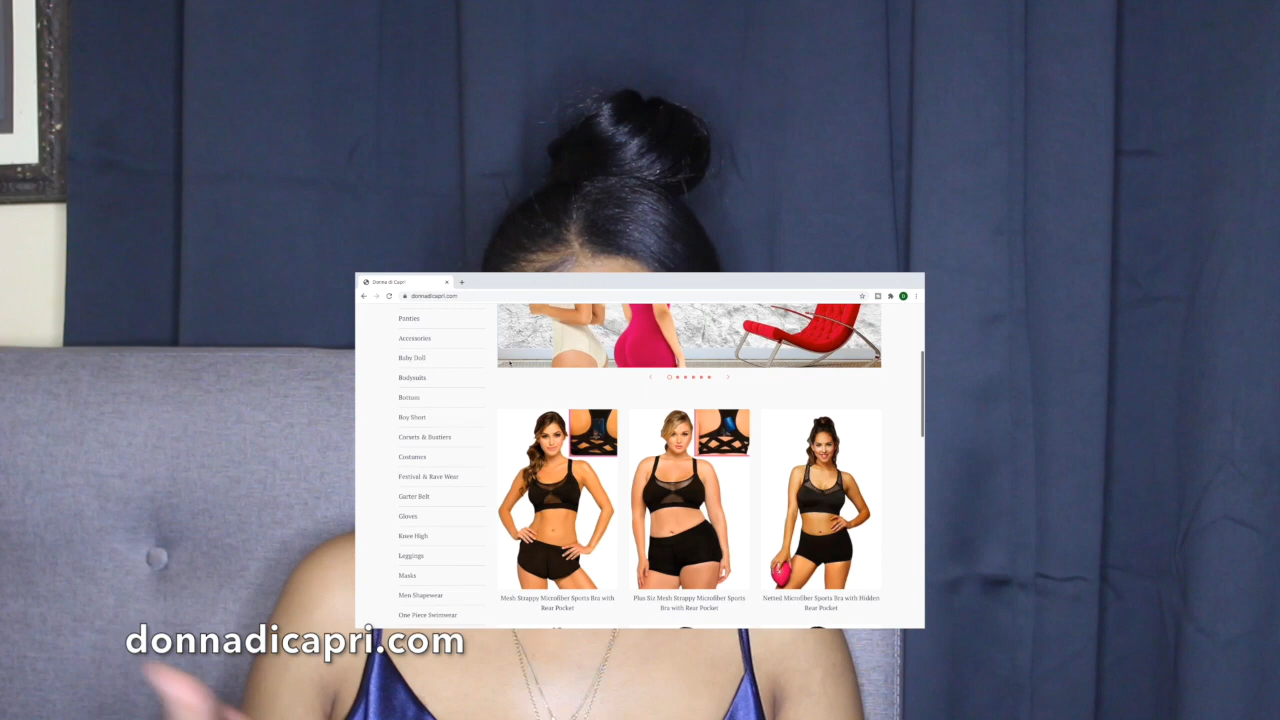 Donna di Capri
donnadicapri.com
D
Panties
Accessories
Baby Doll
Bodysuits
Bottom
Boy Short
Corsets & Bustiers
Costumes
Festival & Rave Wear
Garter Belt
Gloves
Knee High
Leggings
Masks
Men Shapewear
One Piece Swimwear
Mesh Strappy Microfiber Sports Bra with
Rear Pocket
Plus Siz Mesh Strappy Microfiber Sports
Bra with Rear Pocket
Netted Microfiber Sports Bra with Hidden
Rear Pocket
donnadicapri.com